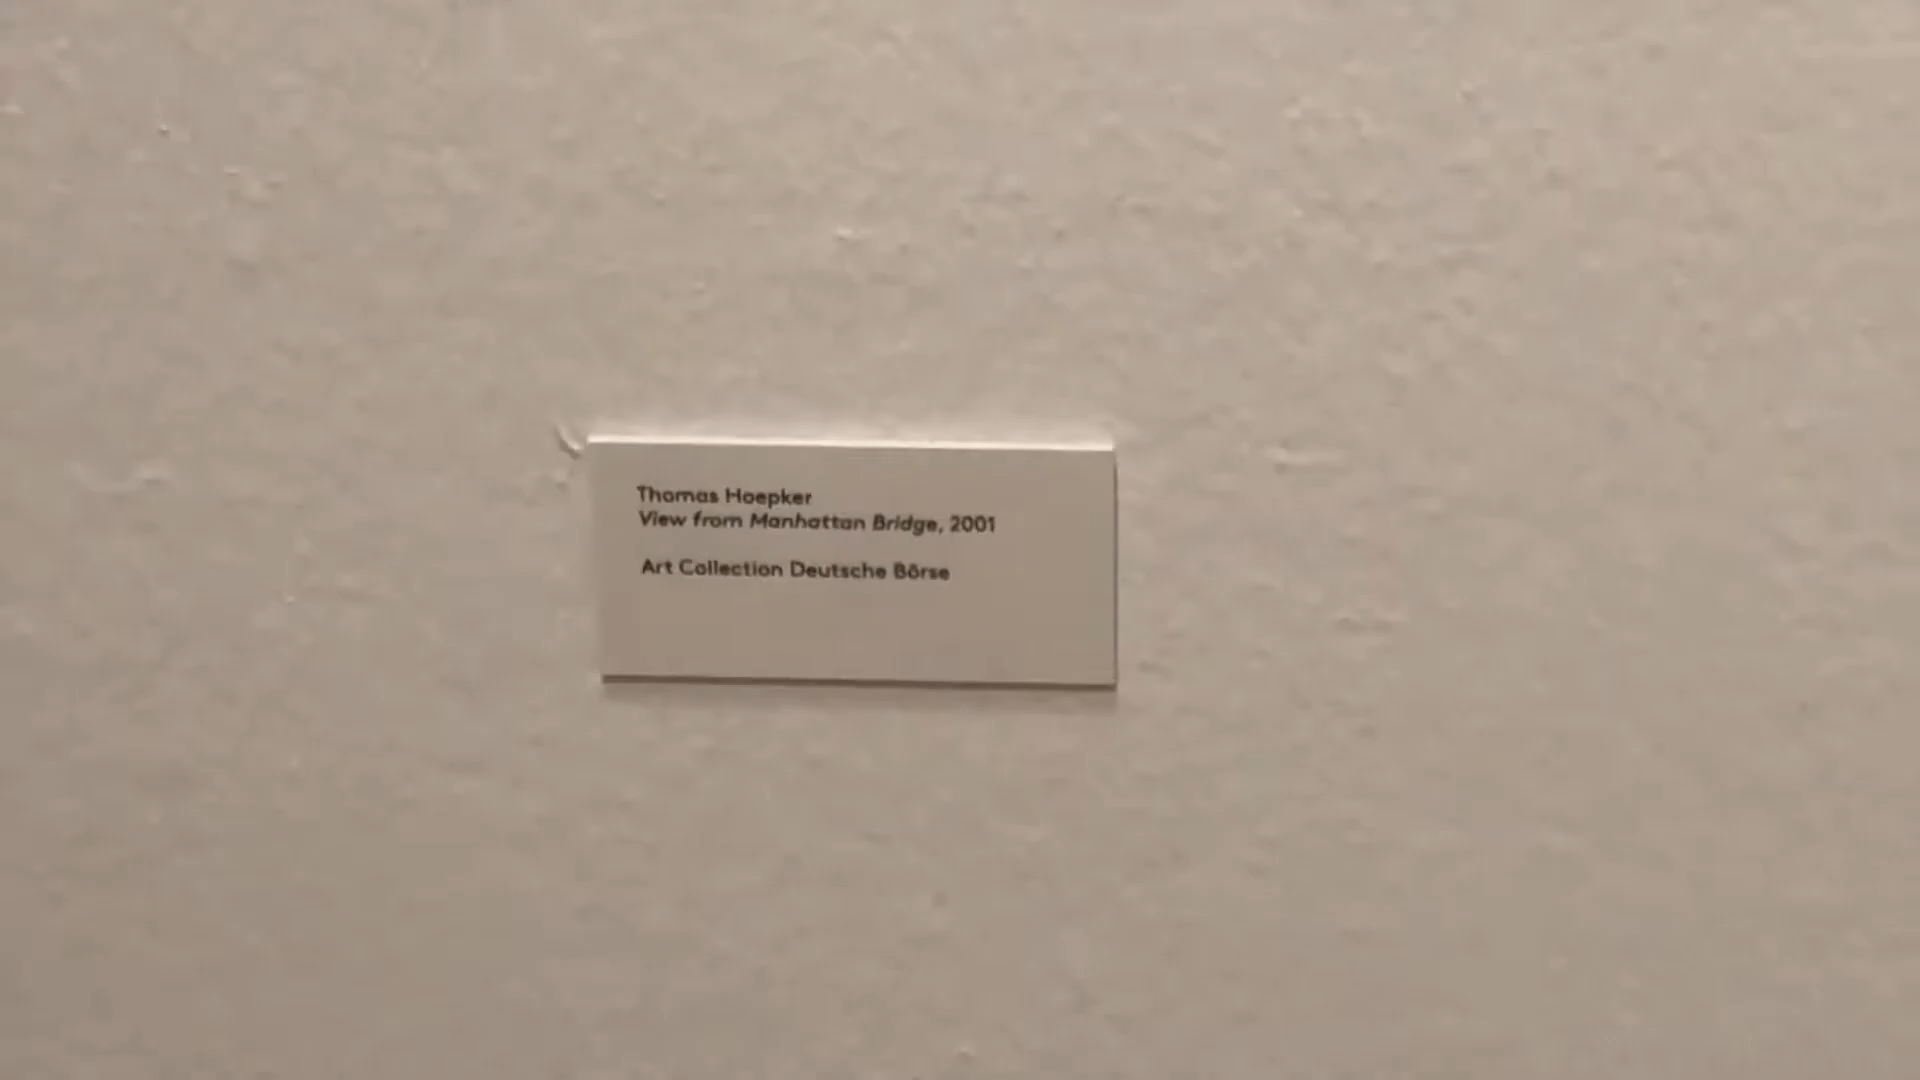 Thomas Hoepker
View from Manhattan Bridge, 2001
Art Collection Deutsche Börse